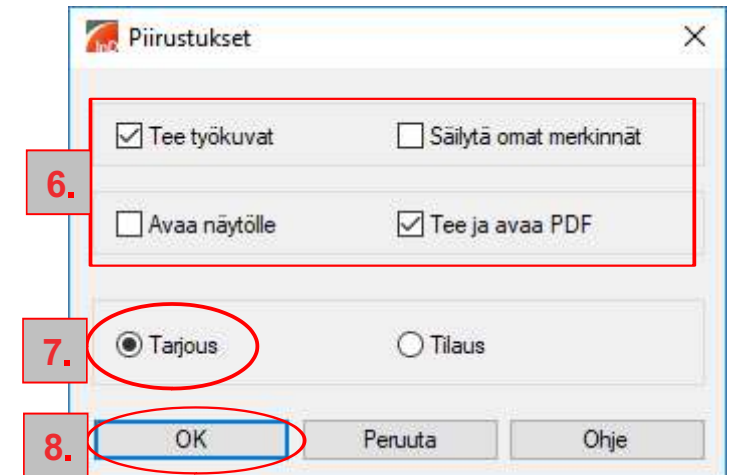 InD Piirustukset
Tee työkuvat Säilytä omat merkinnät
6.
Avaa näytölle Tee ja avaa PDF
7. Tarjous Tilaus
8. OK Peruuta Ohje